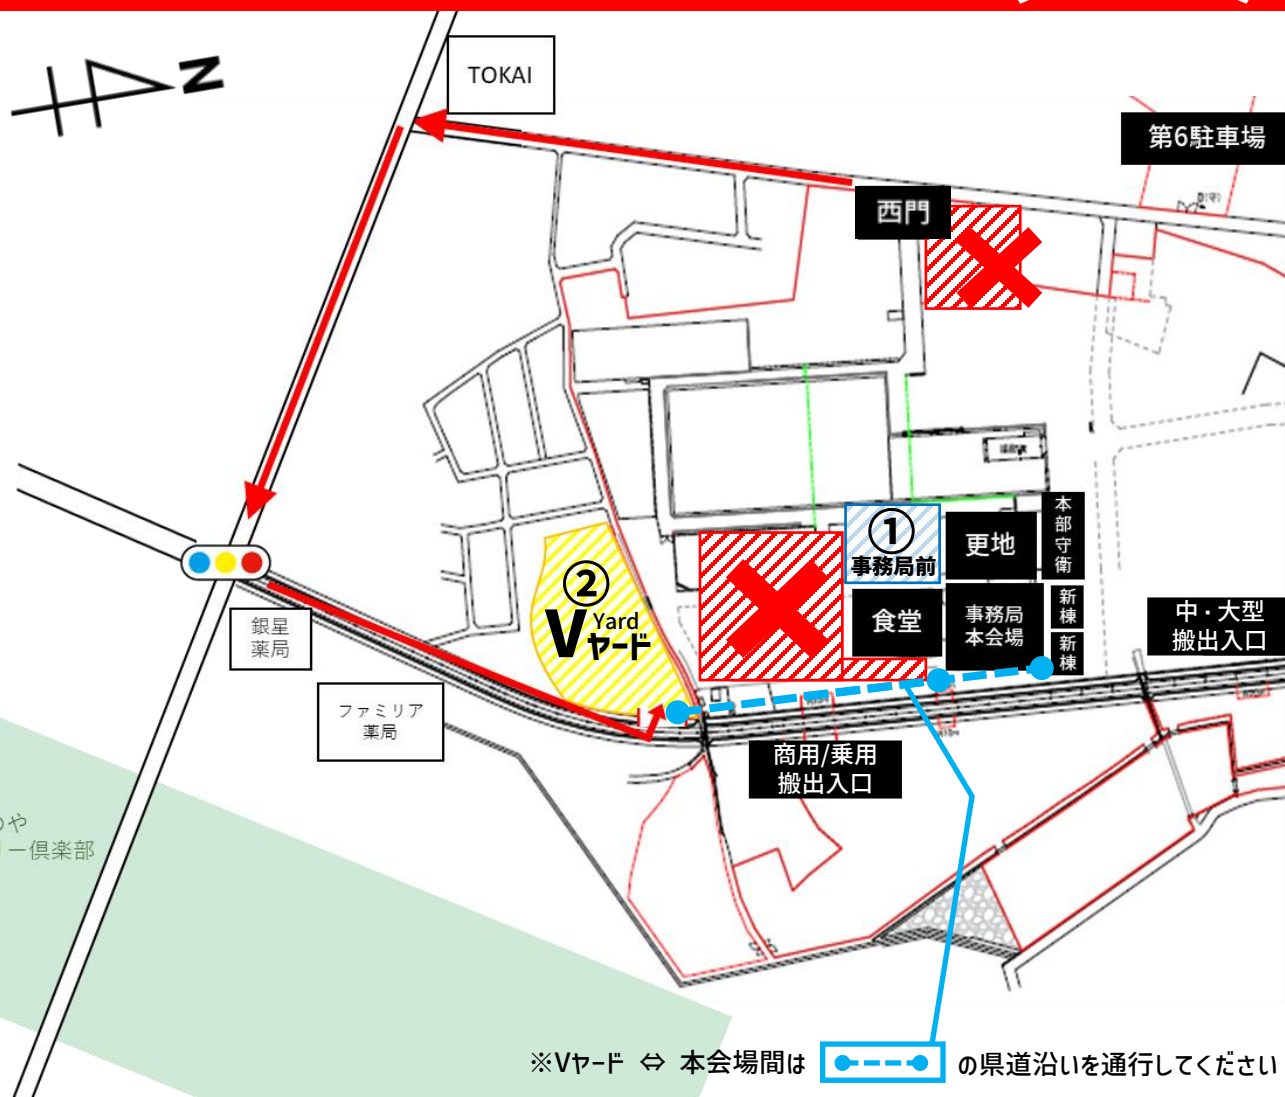 N
TOKAI
第6駐車場
西門
①
事務局前
更地
本部守衛
②
Yard
Vヤード
食堂
事務局
本会場
新棟
新棟
中・大型
搬出入口
銀星
薬局
ファミリア
薬局
商用/乗用
搬出入口
のや
リー倶楽部
※Vヤード ⇔ 本会場間は の県道沿いを通行してください